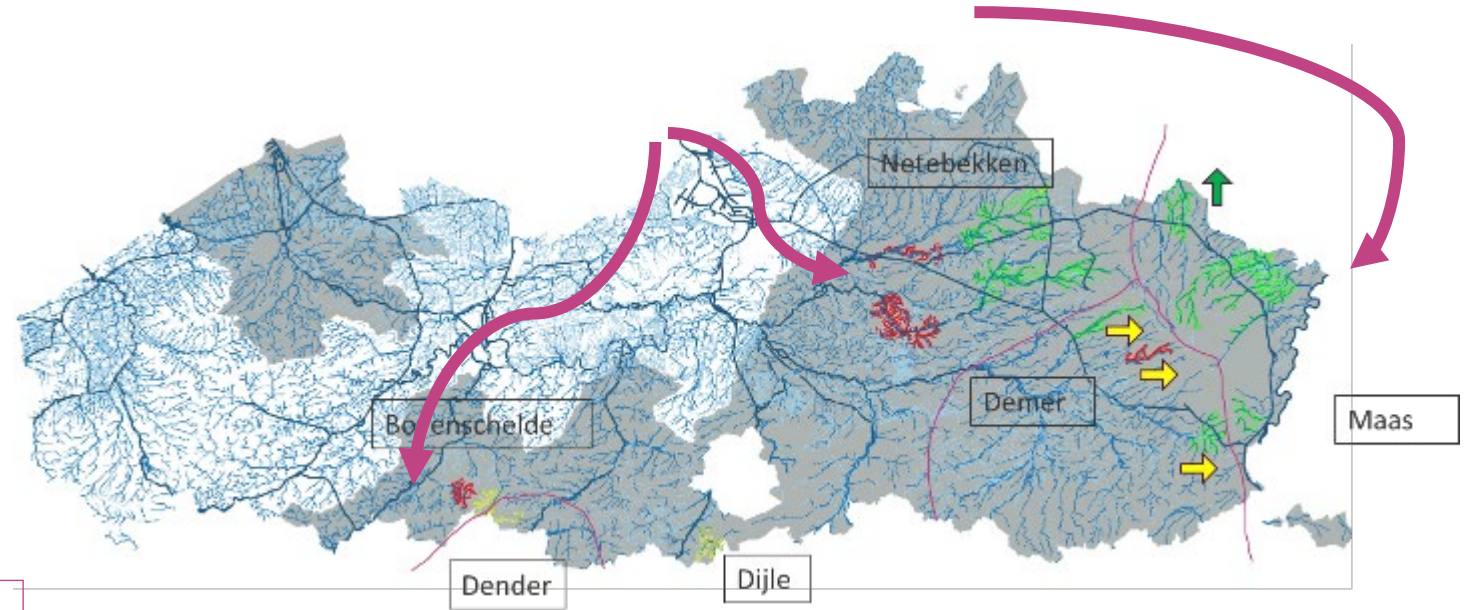 Netebekken
Demer
Bovenschelde
Maas
Dender
Dijle